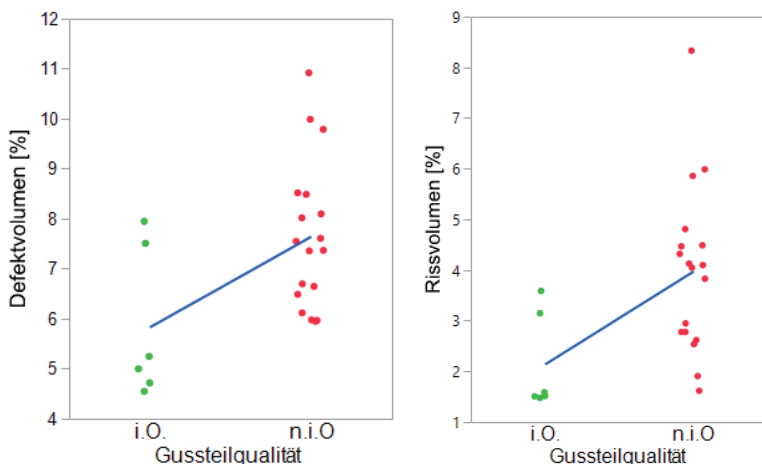 Defektvolumen [%]
12
11
10
9
8
7
6
5
4
i.O.
n.i.O
Gussteilqualität
Rissvolumen [%]
9
8
7
6
5
4
3
2
1
i.O.
n.i.O
Gussteilqualität